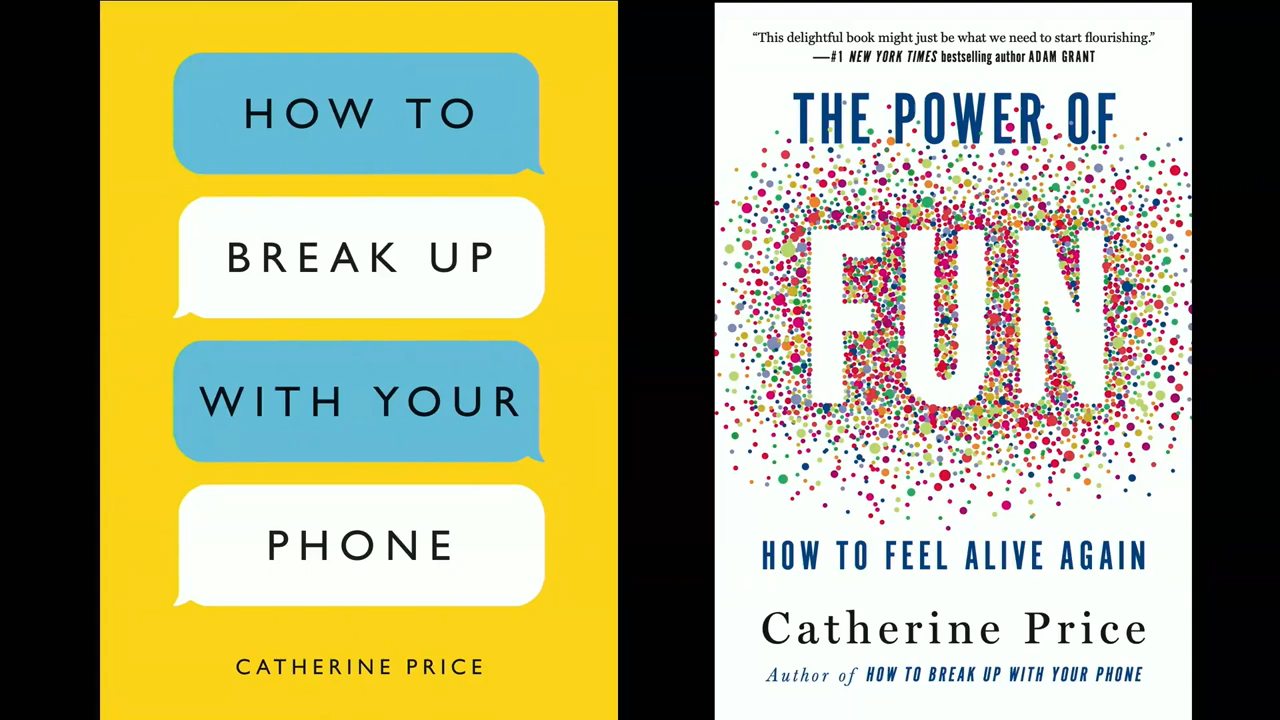 HOW TO
BREAK UP
WITH YOUR
PHONE
CATHERINE PRICE
“This delightful book might just be what we need to start flourishing.”
—#1 NEW YORK TIMES bestselling author ADAM GRANT
THE POWER OF
FUN
HOW TO FEEL ALIVE AGAIN
Catherine Price
Author of HOW TO BREAK UP WITH YOUR PHONE